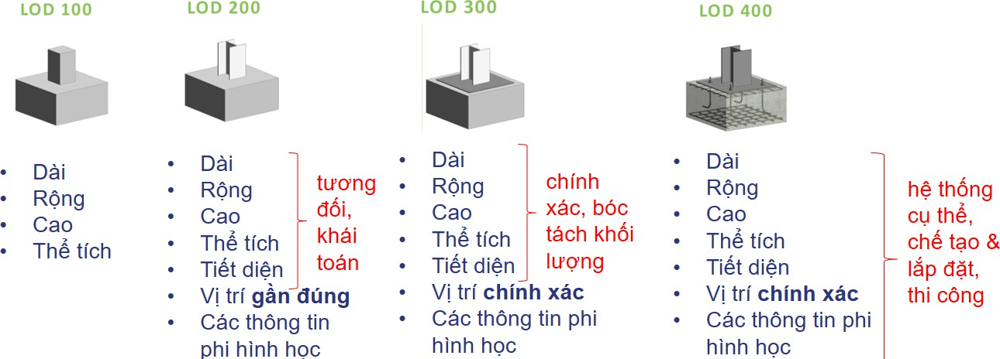 LOD 100
• Dài
• Rộng
• Cao
• Thể tích
LOD 200
• Dài
• Rộng
• Cao
• Thể tích
• Tiết diện
• Vị trí gần đúng
• Các thông tin
phi hình học
tương
đối,
khái
toán
LOD 300
• Dài
• Rộng
• Cao
• Thể tích
• Tiết diện
• Vị trí chính xác
• Các thông tin phi
hình học
chính
xác, bóc
tách khối
lượng
LOD 400
• Dài
• Rộng
• Cao
• Thể tích
• Tiết diện
• Vị trí chính xác
• Các thông tin phi
hình học
hệ thống
cụ thể,
chế tạo &
lắp đặt,
thi công